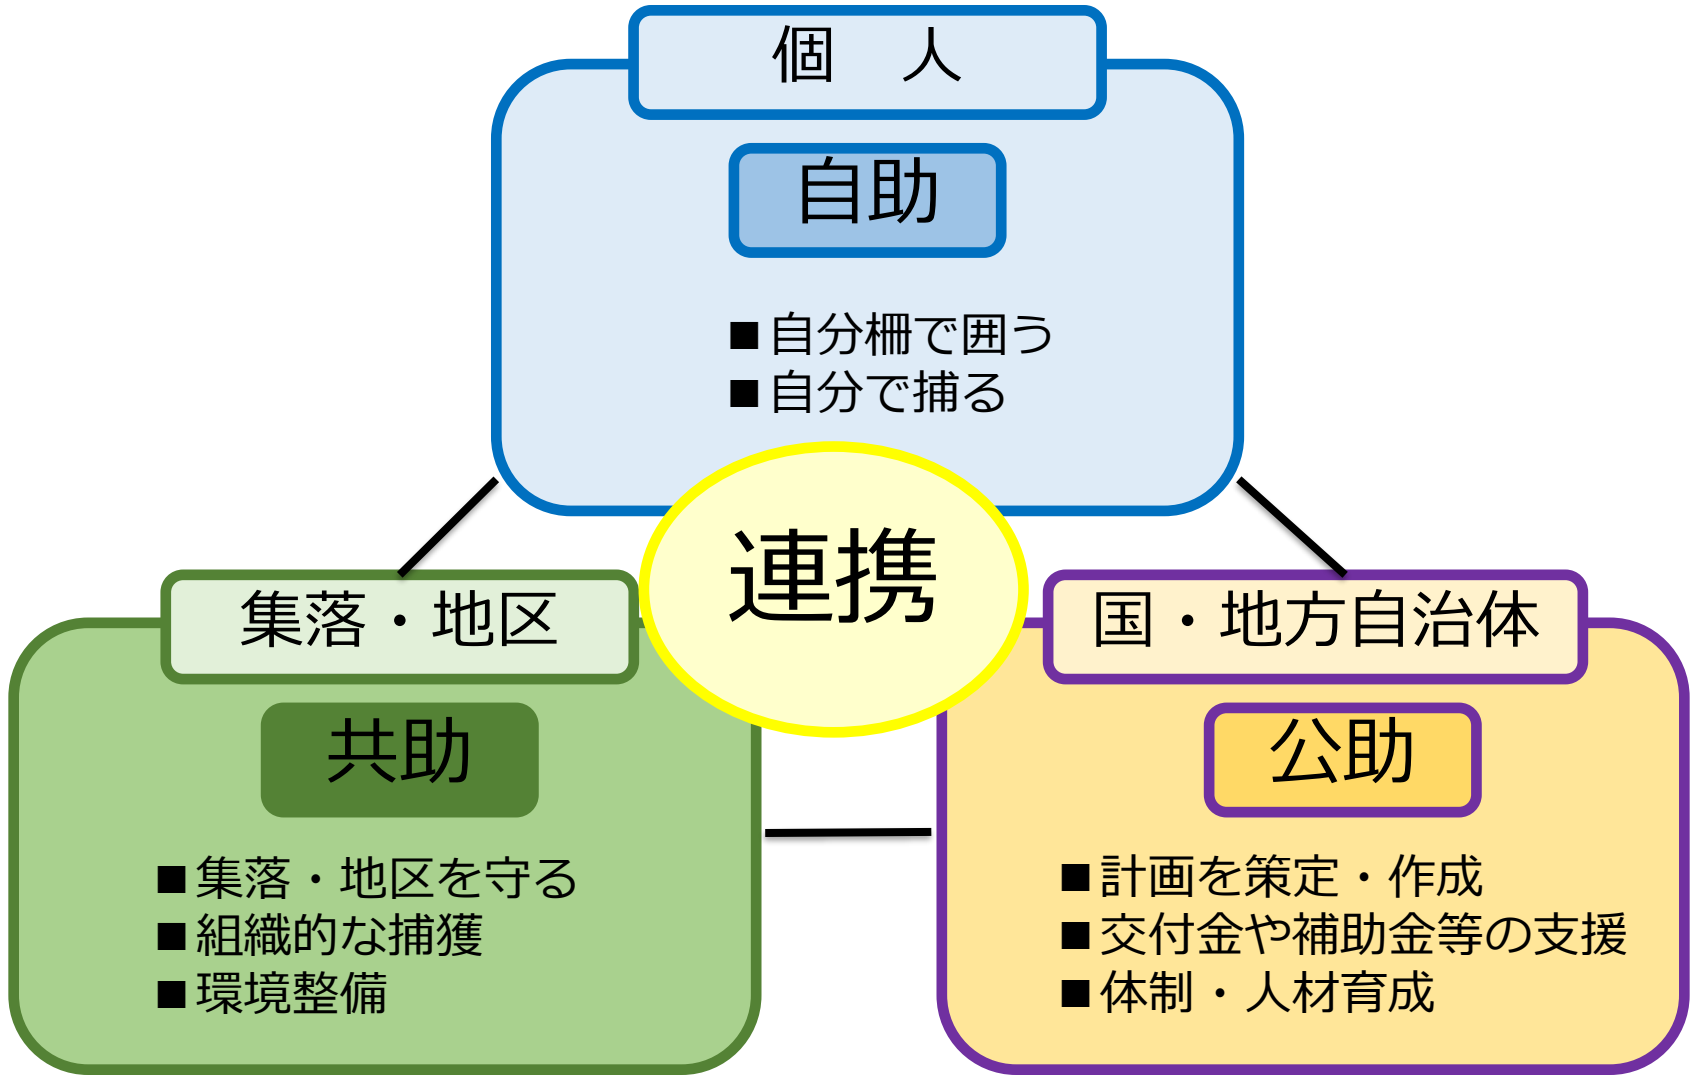 個　人
自助
■自分柵で囲う
■自分で捕る
連携
集落・地区
共助
■集落・地区を守る
■組織的な捕獲
■環境整備
国・地方自治体
公助
■計画を策定・作成
■交付金や補助金等の支援
■体制・人材育成